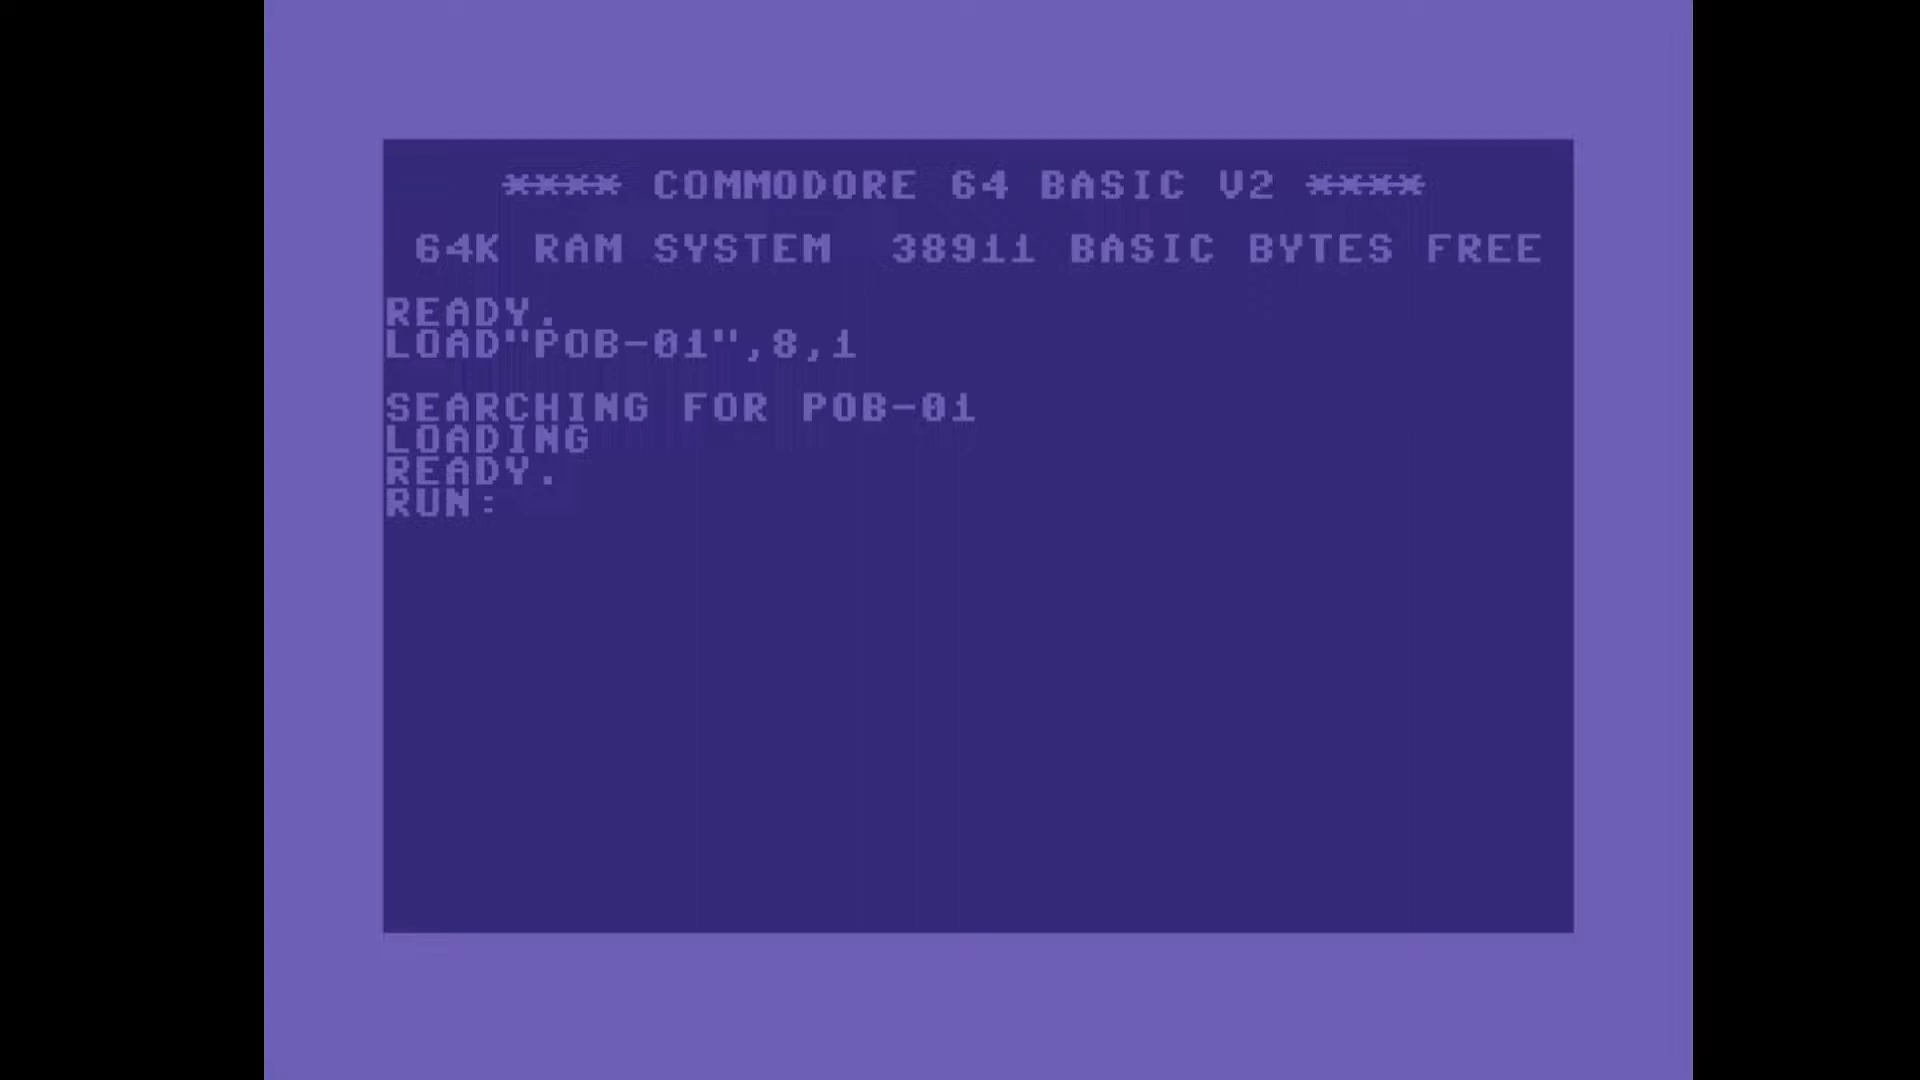 **** COMMODORE 64 BASIC V2 ****
64K RAM SYSTEM  38911 BASIC BYTES FREE
READY.
LOAD"POB-01",8,1
SEARCHING FOR POB-01
LOADING
READY.
RUN: